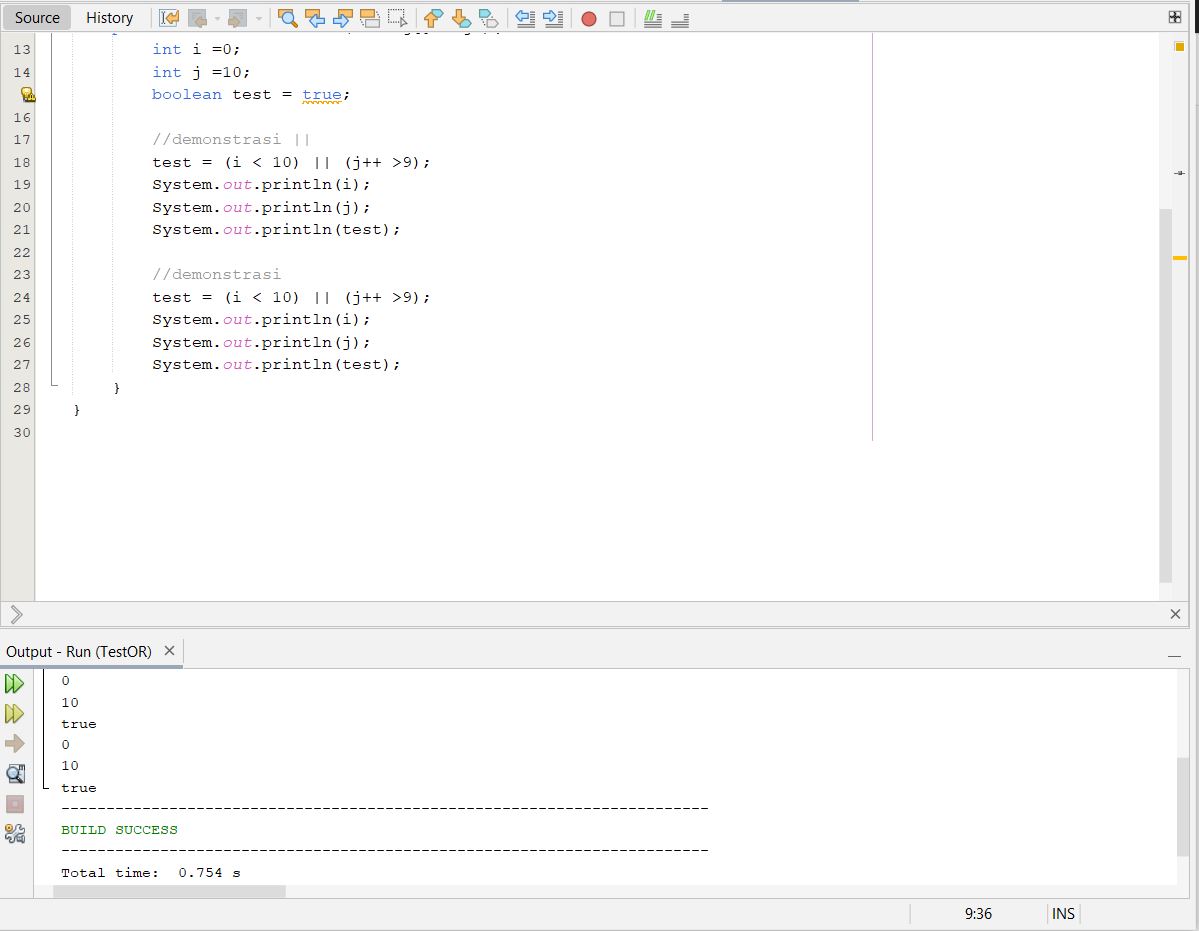 Source History
13 int i =0;
14 int j =10;
boolean test = true;
16
17 //demonstrasi ||
18 test = (i < 10) || (j++ >9);
19 System.out.println(i);
20 System.out.println(j);
21 System.out.println(test);
22
23 //demonstrasi
24 test = (i < 10) || (j++ >9);
25 System.out.println(i);
26 System.out.println(j);
27 System.out.println(test);
28 }
29 }
30
Output - Run (TestOR)
0
10
true
0
10
true
------------------------------------------------------------------------
BUILD SUCCESS
------------------------------------------------------------------------
Total time: 0.754 s
9:36 INS